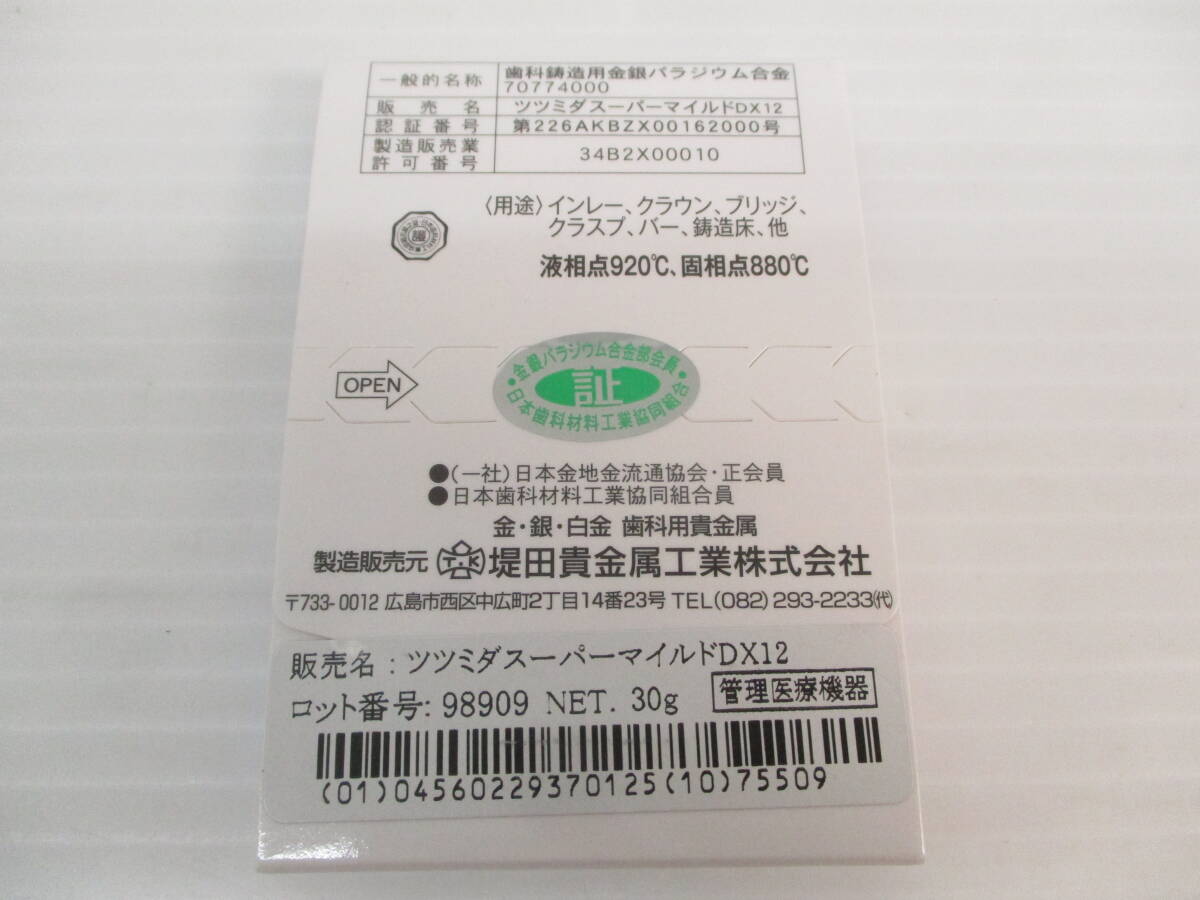 一般的名称 歯科鋳造用金銀パラジウム合金
70774000
販売名 ツツミダスーパーマイルドDX12
認証番号 第226AKBZX00162000号
製造販売業
許可番号 34B2X00010
〈用途〉インレー、クラウン、ブリッジ、
クラスプ、バー、鋳造床、他
液相点920℃、固相点880℃
OPEN
金銀パラジウム合金部会員
証
日本歯科材料工業協同組合
●(一社)日本金地金流通協会・正会員
●日本歯科材料工業協同組合員
金・銀・白金 歯科用貴金属
製造販売元 堤田貴金属工業株式会社
〒733-0012 広島市西区中広町2丁目14番23号 TEL(082)293-2233(代)
販売名:ツツミダスーパーマイルドDX12
ロット番号:98909 NET. 30g 管理医療機器
(01)04560229370125(10)75509